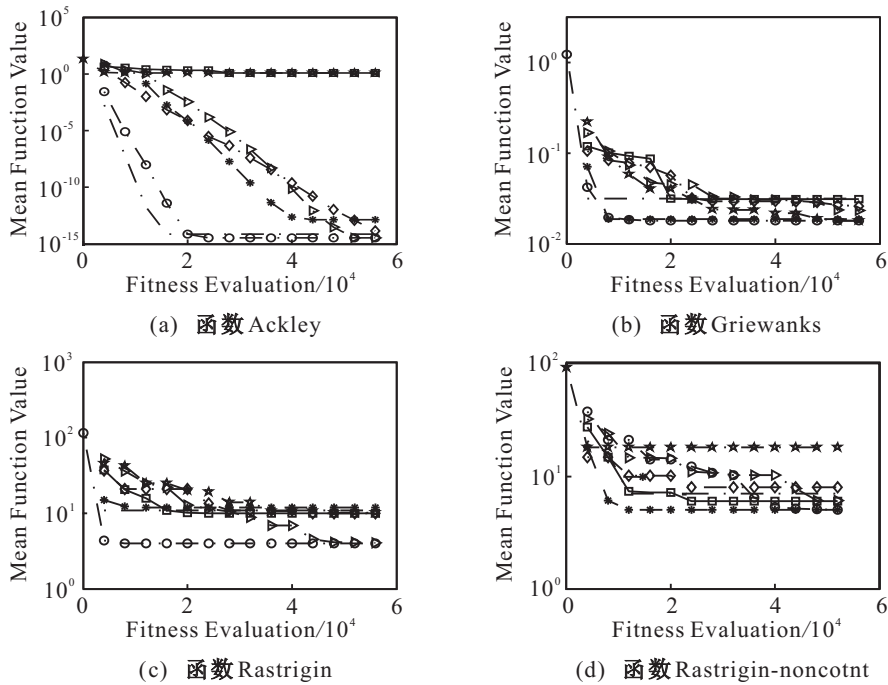 Mean Function Value
10^5
10^0
10^-5
10^-10
10^-15
0 2 4 6
Fitness Evaluation/10^4
(a) 函数Ackley
Mean Function Value
10^0
10^-1
10^-2
0 2 4 6
Fitness Evaluation/10^4
(b) 函数Griewanks
Mean Function Value
10^3
10^2
10^1
10^0
0 2 4 6
Fitness Evaluation/10^4
(c) 函数Rastrigin
Mean Function Value
10^2
10^1
10^0
0 2 4 6
Fitness Evaluation/10^4
(d) 函数Rastrigin-noncotnt